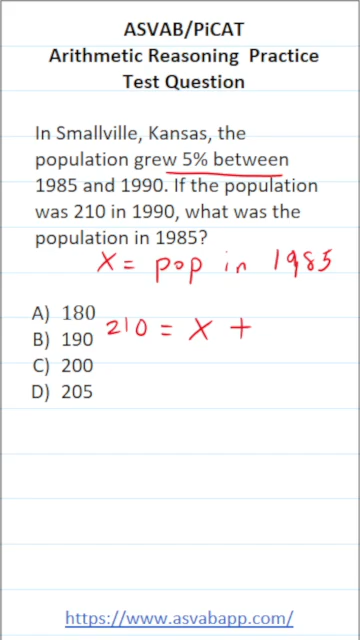 ASVAB/PiCAT
Arithmetic Reasoning Practice
Test Question
In Smallville, Kansas, the
population grew 5% between
1985 and 1990. If the population
was 210 in 1990, what was the
population in 1985?
X = pop in 1985
A) 180
210 = X +
B) 190
C) 200
D) 205
https://www.asvabapp.com/